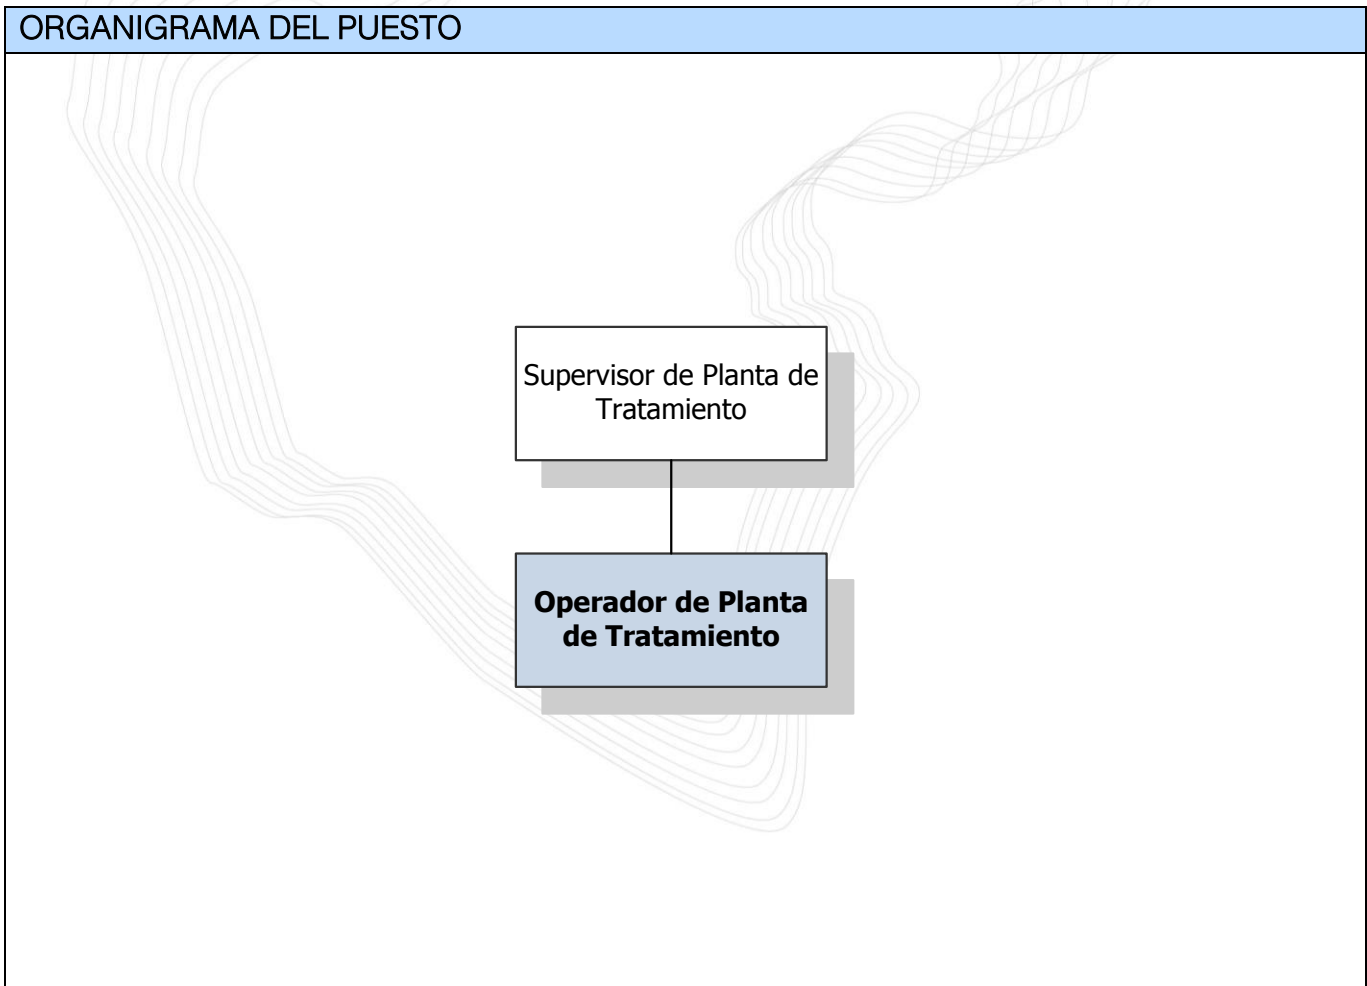 ORGANIGRAMA DEL PUESTO
Supervisor de Planta de
Tratamiento
Operador de Planta
de Tratamiento